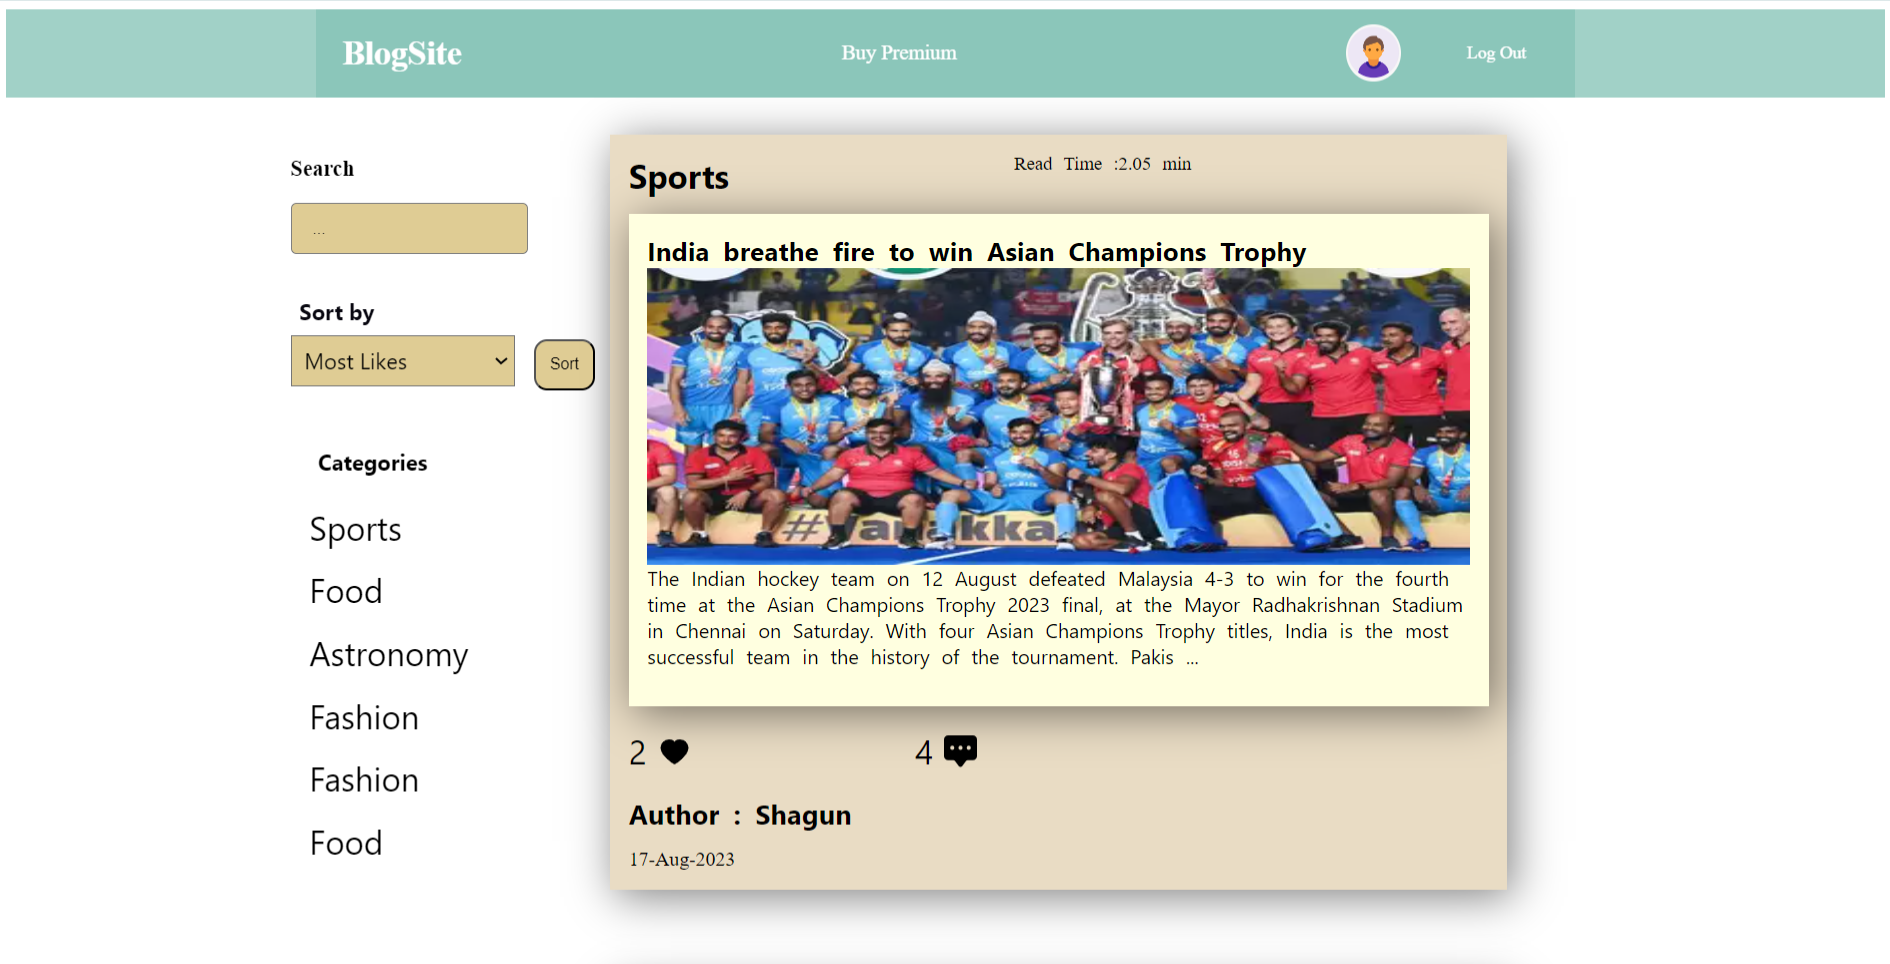 BlogSite
Buy Premium
Log Out
Search
...
Sort by
Most Likes
Sort
Categories
Sports
Food
Astronomy
Fashion
Fashion
Food
Sports
Read Time :2.05 min
India breathe fire to win Asian Champions Trophy
The Indian hockey team on 12 August defeated Malaysia 4-3 to win for the fourth
time at the Asian Champions Trophy 2023 final, at the Mayor Radhakrishnan Stadium
in Chennai on Saturday. With four Asian Champions Trophy titles, India is the most
successful team in the history of the tournament. Pakis ...
2
4
Author : Shagun
17-Aug-2023